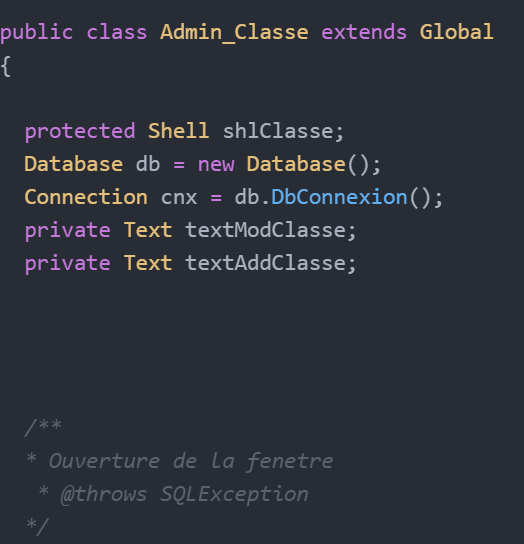 public class Admin_Classe extends Global
{
protected Shell shlClasse;
Database db = new Database();
Connection cnx = db.DbConnexion();
private Text textModClasse;
private Text textAddClasse;
/**
* Ouverture de la fenetre
* @throws SQLException
*/